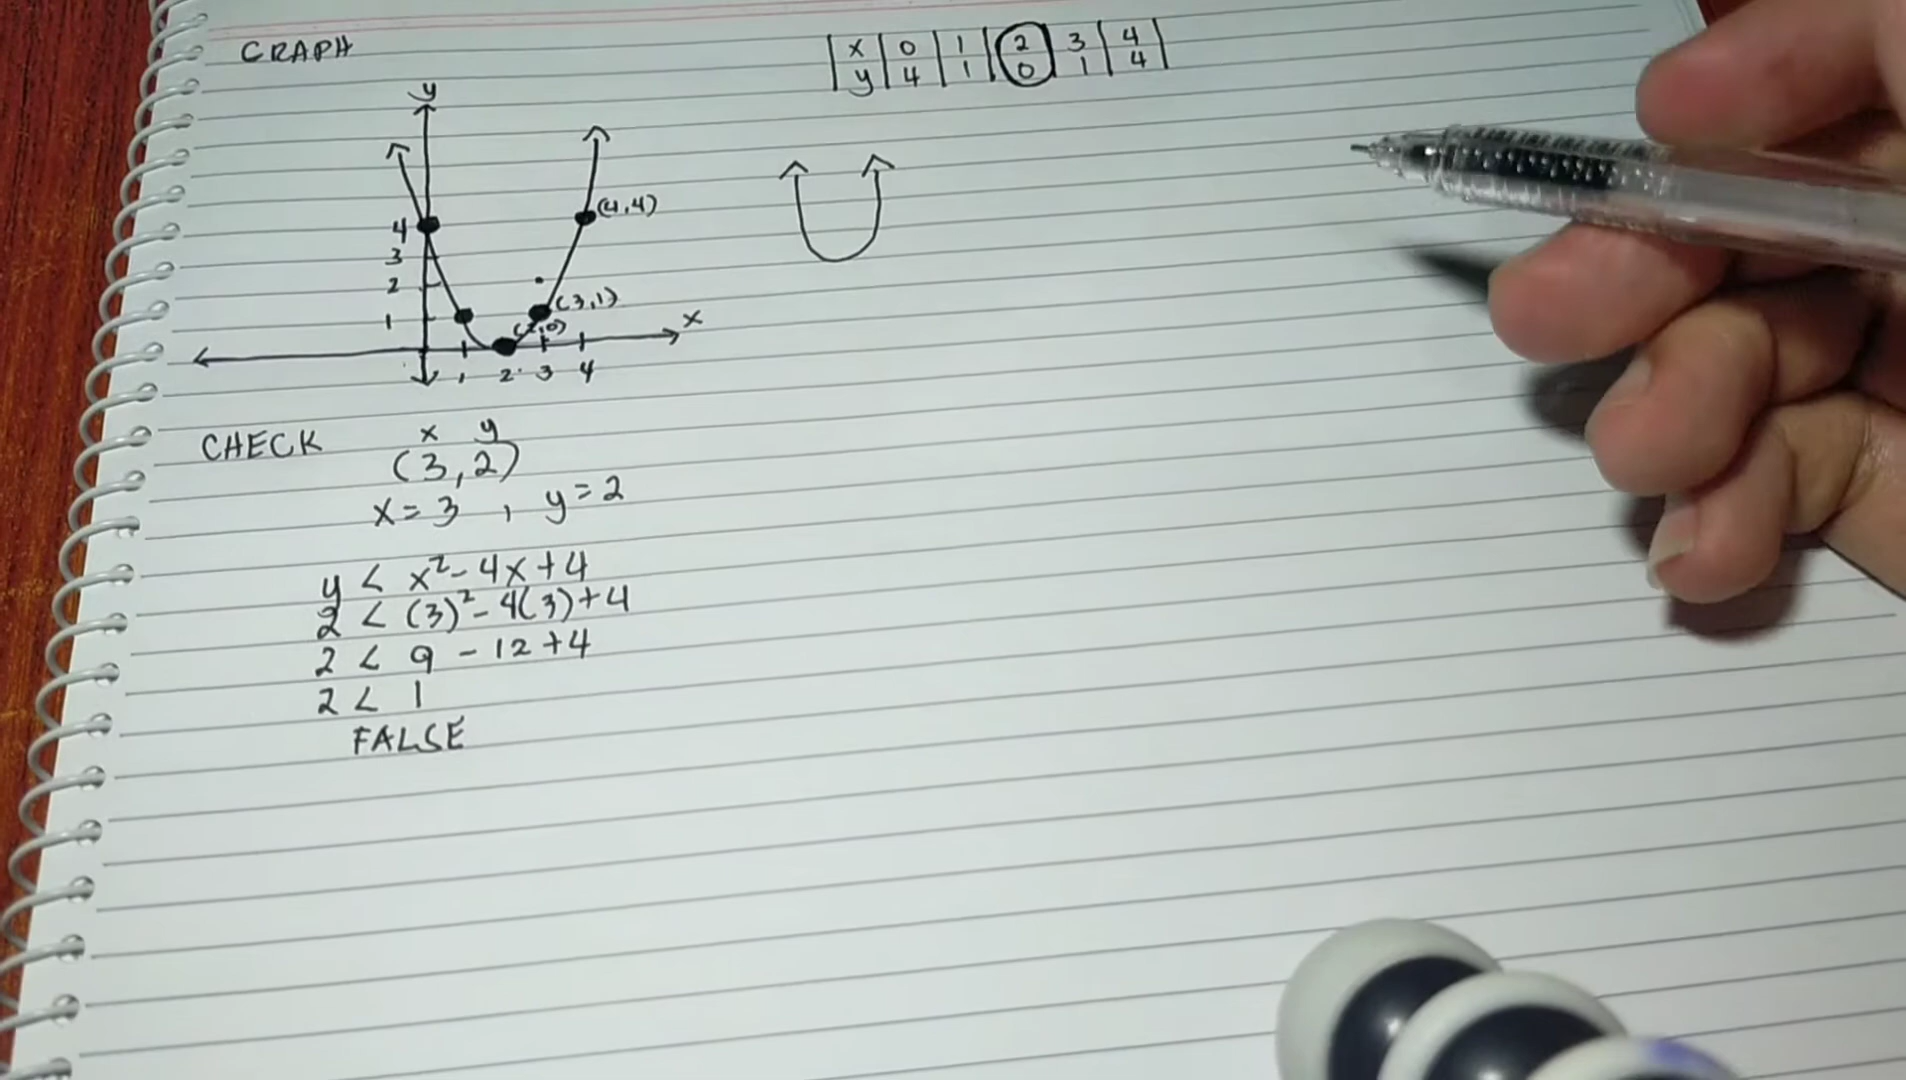 GRAPH
x 0 1 2 3 4
y 4 1 0 1 4
y
4
3
2
1
(4,4)
(3,1)
(2,0)
x
1 2 3 4
CHECK
x y
(3,2)
x=3 , y=2
y < x²-4x+4
2 < (3)²-4(3)+4
2 < 9-12+4
2 < 1
FALSE